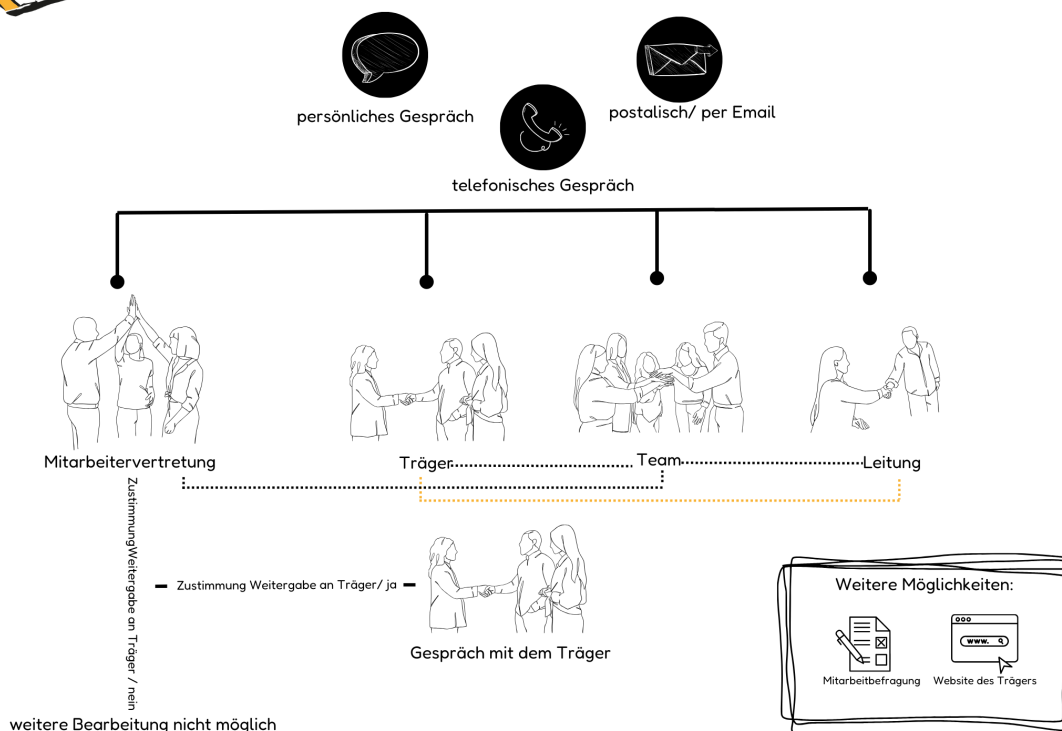 persönliches Gespräch
postalisch/ per Email
telefonisches Gespräch
Mitarbeitervertretung
Träger
Team
Leitung
ZustimmungWeitergabe an Träger / nein
Zustimmung Weitergabe an Träger/ ja
Gespräch mit dem Träger
weitere Bearbeitung nicht möglich
Weitere Möglichkeiten:
www.
Mitarbeitbefragung
Website des Trägers